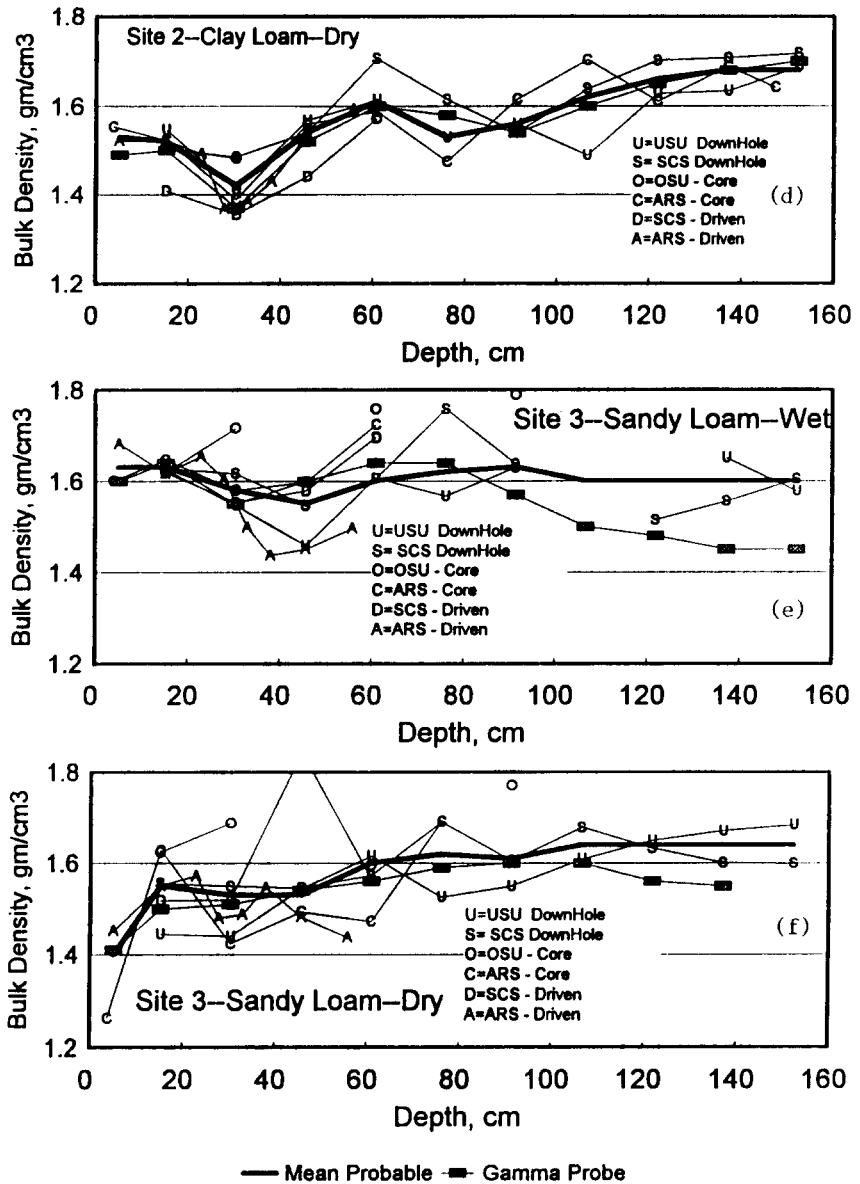 Site 2--Clay Loam--Dry
Bulk Density, gm/cm3
1.8
1.6
1.4
1.2
U=USU DownHole
S= SCS DownHole
O=OSU - Core
C=ARS - Core
D=SCS - Driven
A=ARS - Driven
(d)
0 20 40 60 80 100 120 140 160
Depth, cm
Site 3--Sandy Loam--Wet
Bulk Density, gm/cm3
1.8
1.6
1.4
1.2
U=USU DownHole
S= SCS DownHole
O=OSU - Core
C=ARS - Core
D=SCS - Driven
A=ARS - Driven
(e)
0 20 40 60 80 100 120 140 160
Depth, cm
Bulk Density, gm/cm3
1.8
1.6
1.4
1.2
U=USU DownHole
S= SCS DownHole
O=OSU - Core
C=ARS - Core
D=SCS - Driven
A=ARS - Driven
(f)
Site 3--Sandy Loam--Dry
0 20 40 60 80 100 120 140 160
Depth, cm
Mean Probable Gamma Probe